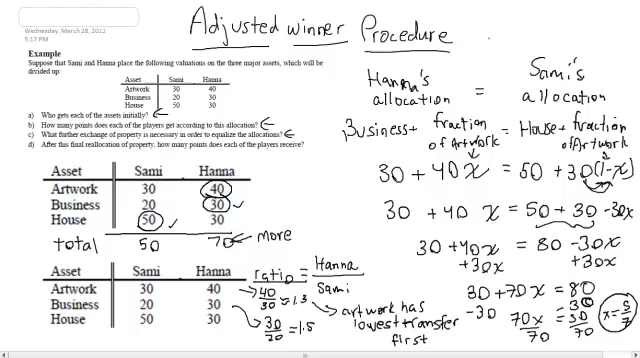 Adjusted winner Procedure
Wednesday, March 28, 2012
5:17 PM
Example
Suppose that Sami and Hanna place the following valuations on the three major assets, which will be
divided up:
Asset Sami Hanna
Artwork 30 40
Business 20 30
House 50 30
a) Who gets each of the assets initially?
b) How many points does each of the players get according to this allocation?
c) What further exchange of property is necessary in order to equalize the allocations?
d) After this final reallocation of property, how many points does each of the players receive?
Asset Sami Hanna
Artwork 30 40
Business 20 30 ✓
House 50 ✓ 30
total 50 70 ← more
Asset Sami Hanna
Artwork 30 40
Business 20 30
House 50 30
ratio = Hanna/Sami
40/30 = 1.3
30/20 = 1.5
artwork has
lowest transfer
first
Hanna's allocation = Sami's allocation
Business + fraction of Artwork = House + fraction of Artwork
30 + 40x = 50 + 30(1-x)
30 + 40x = 50 + 30 - 30x
30 + 40x = 80 - 30x
+30x +30x
30 + 70x = 80
-30 30
70x/70 = 50/70
x = 5/7